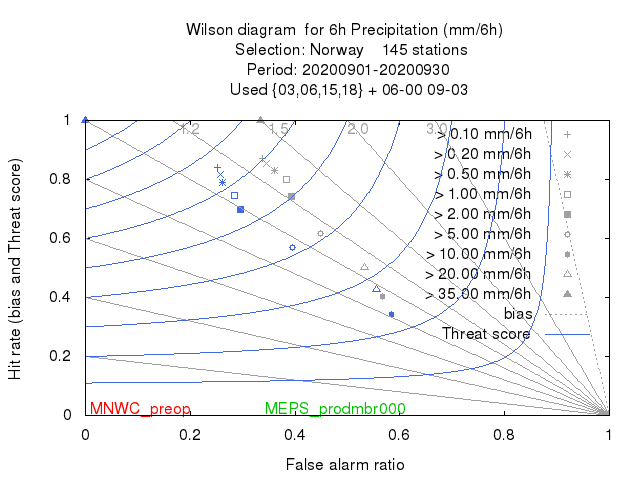 Wilson diagram  for 6h Precipitation (mm/6h)
Selection: Norway    145 stations
Period: 20200901-20200930
Used {03,06,15,18} + 06-00 09-03
1.2 1.5 2.0 3.0
> 0.10 mm/6h
> 0.20 mm/6h
> 0.50 mm/6h
> 1.00 mm/6h
> 2.00 mm/6h
> 5.00 mm/6h
> 10.00 mm/6h
> 20.00 mm/6h
> 35.00 mm/6h
bias
Threat score
1
0.8
0.6
0.4
0.2
0
Hit rate (bias and Threat score)
MNWC_preop MEPS_prodmbr000
0 0.2 0.4 0.6 0.8 1
False alarm ratio